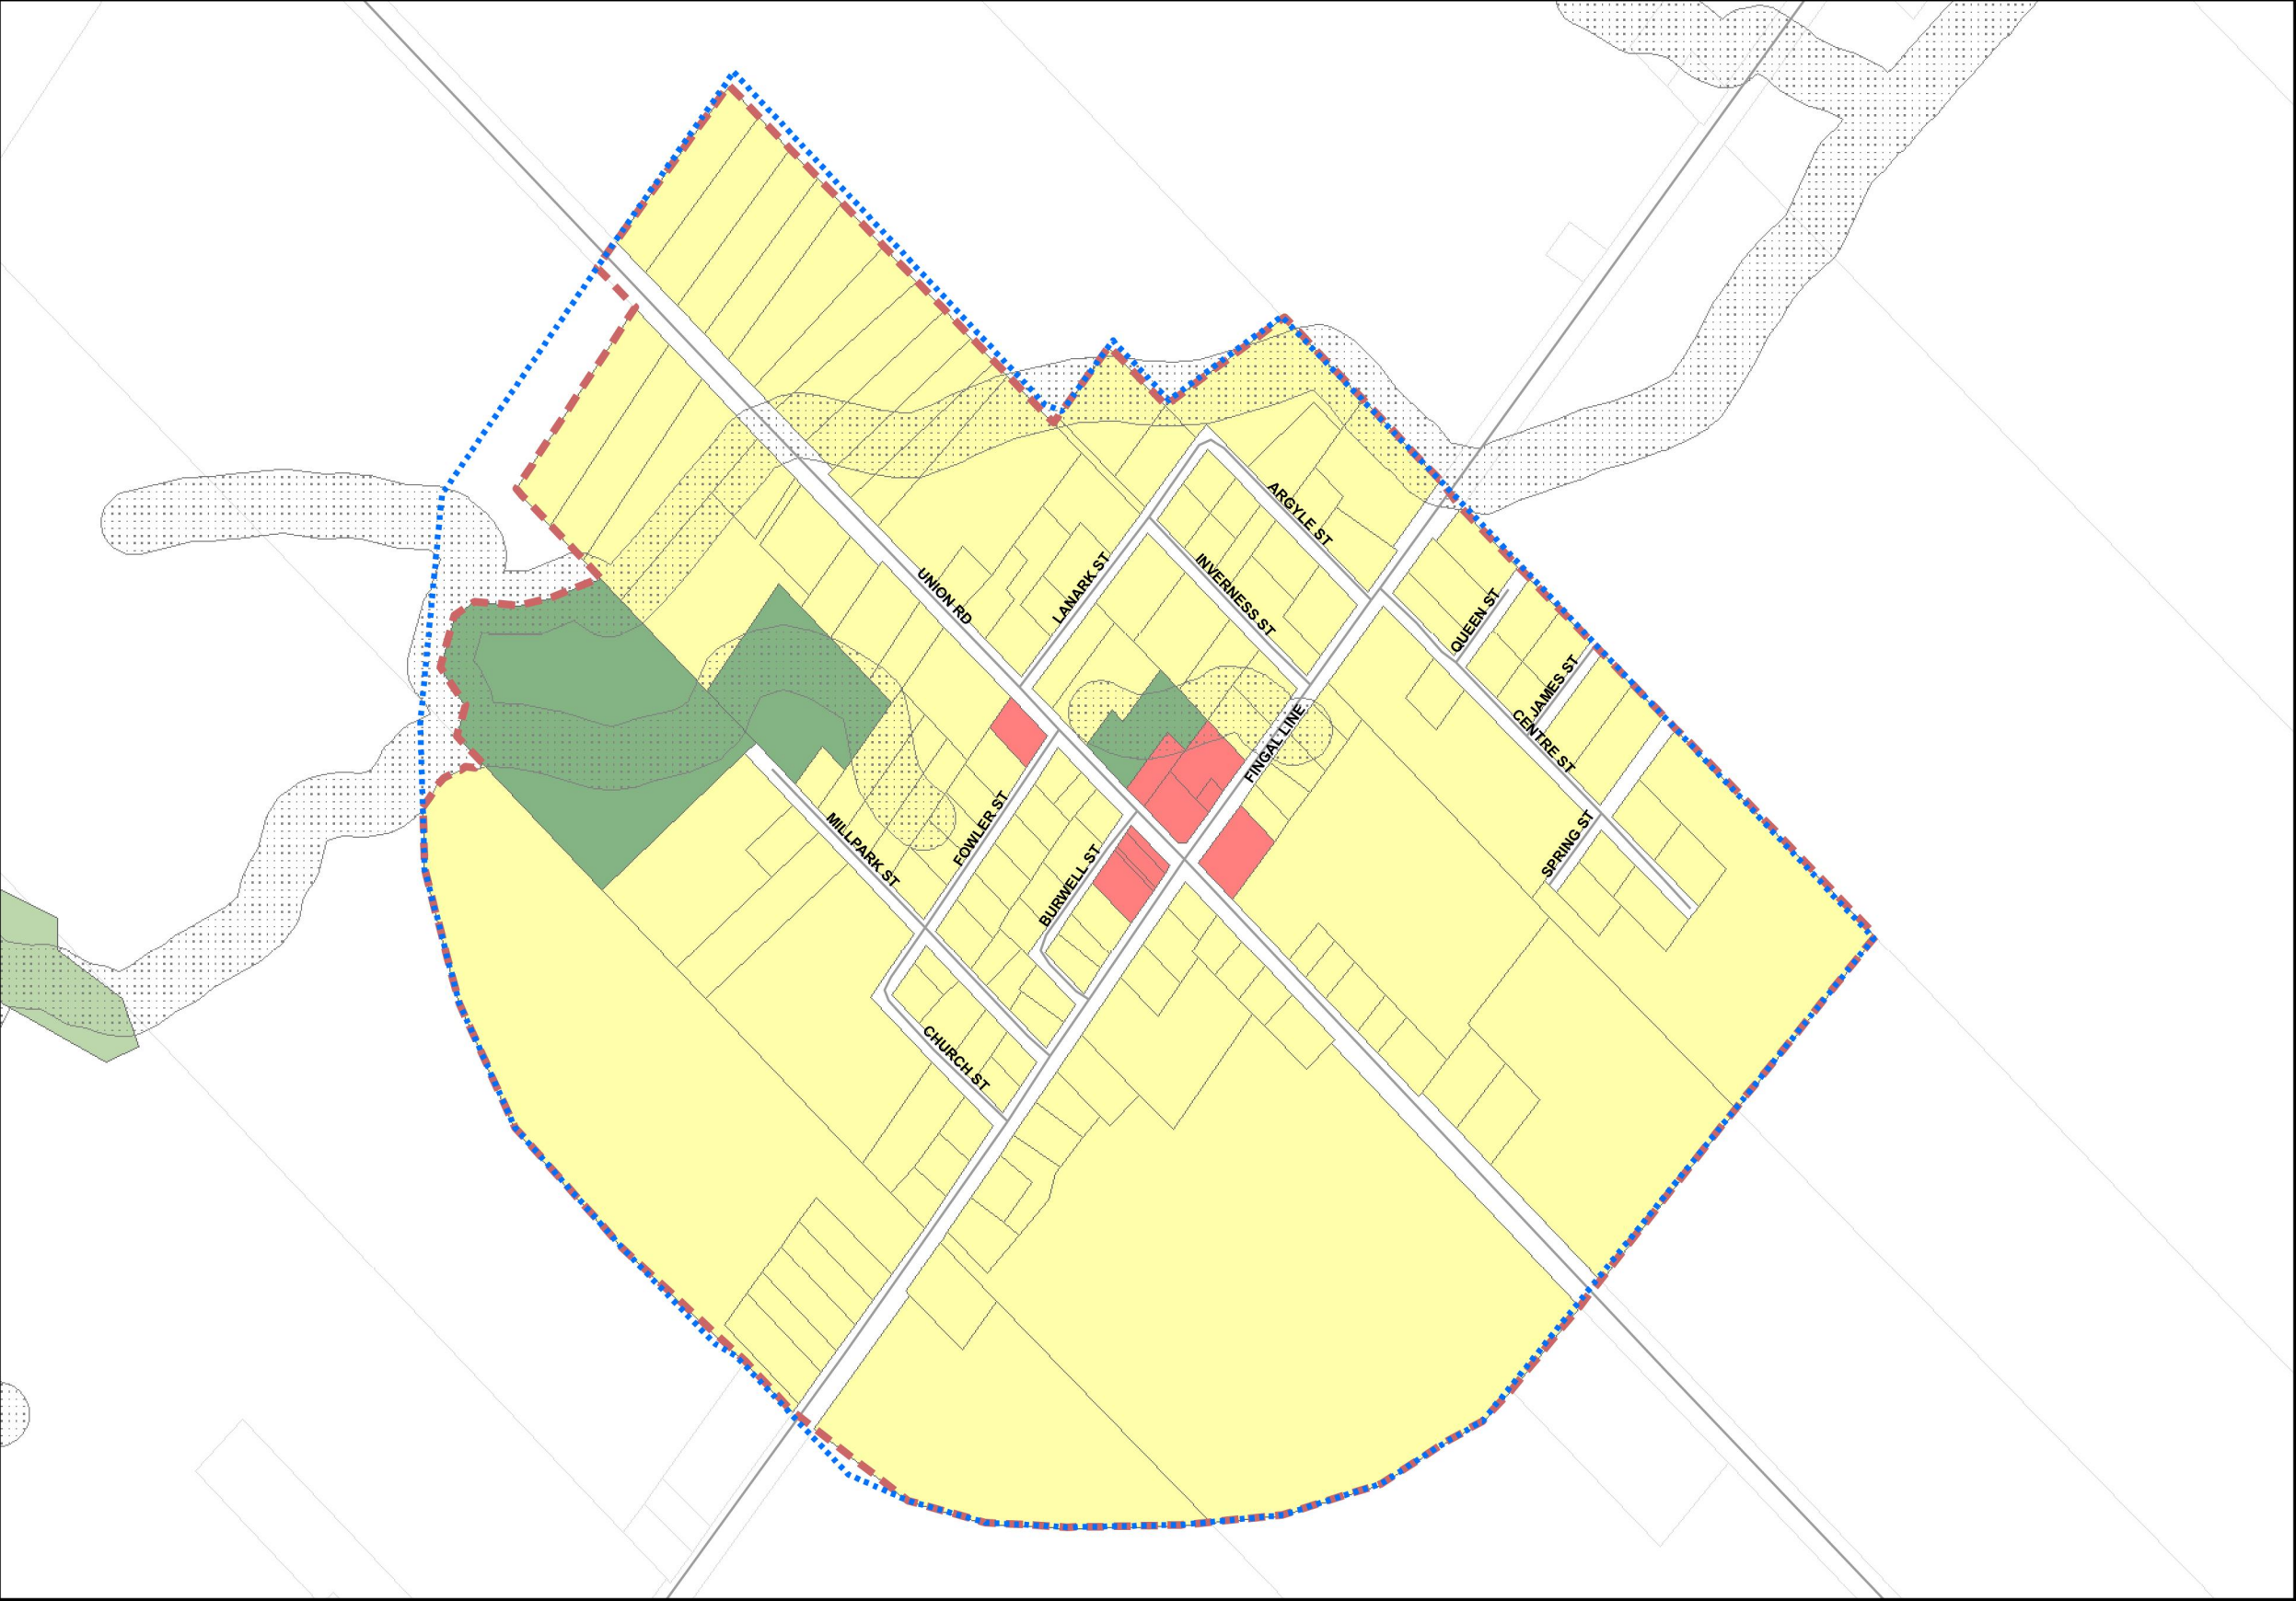 ARGYLE ST
INVERNESS ST
LANARK ST
UNION RD
QUEEN ST
JAMES ST
CENTRE ST
FINGAL LINE
SPRING ST
FOWLER ST
MILLPARK ST
BURWELL ST
CHURCH ST